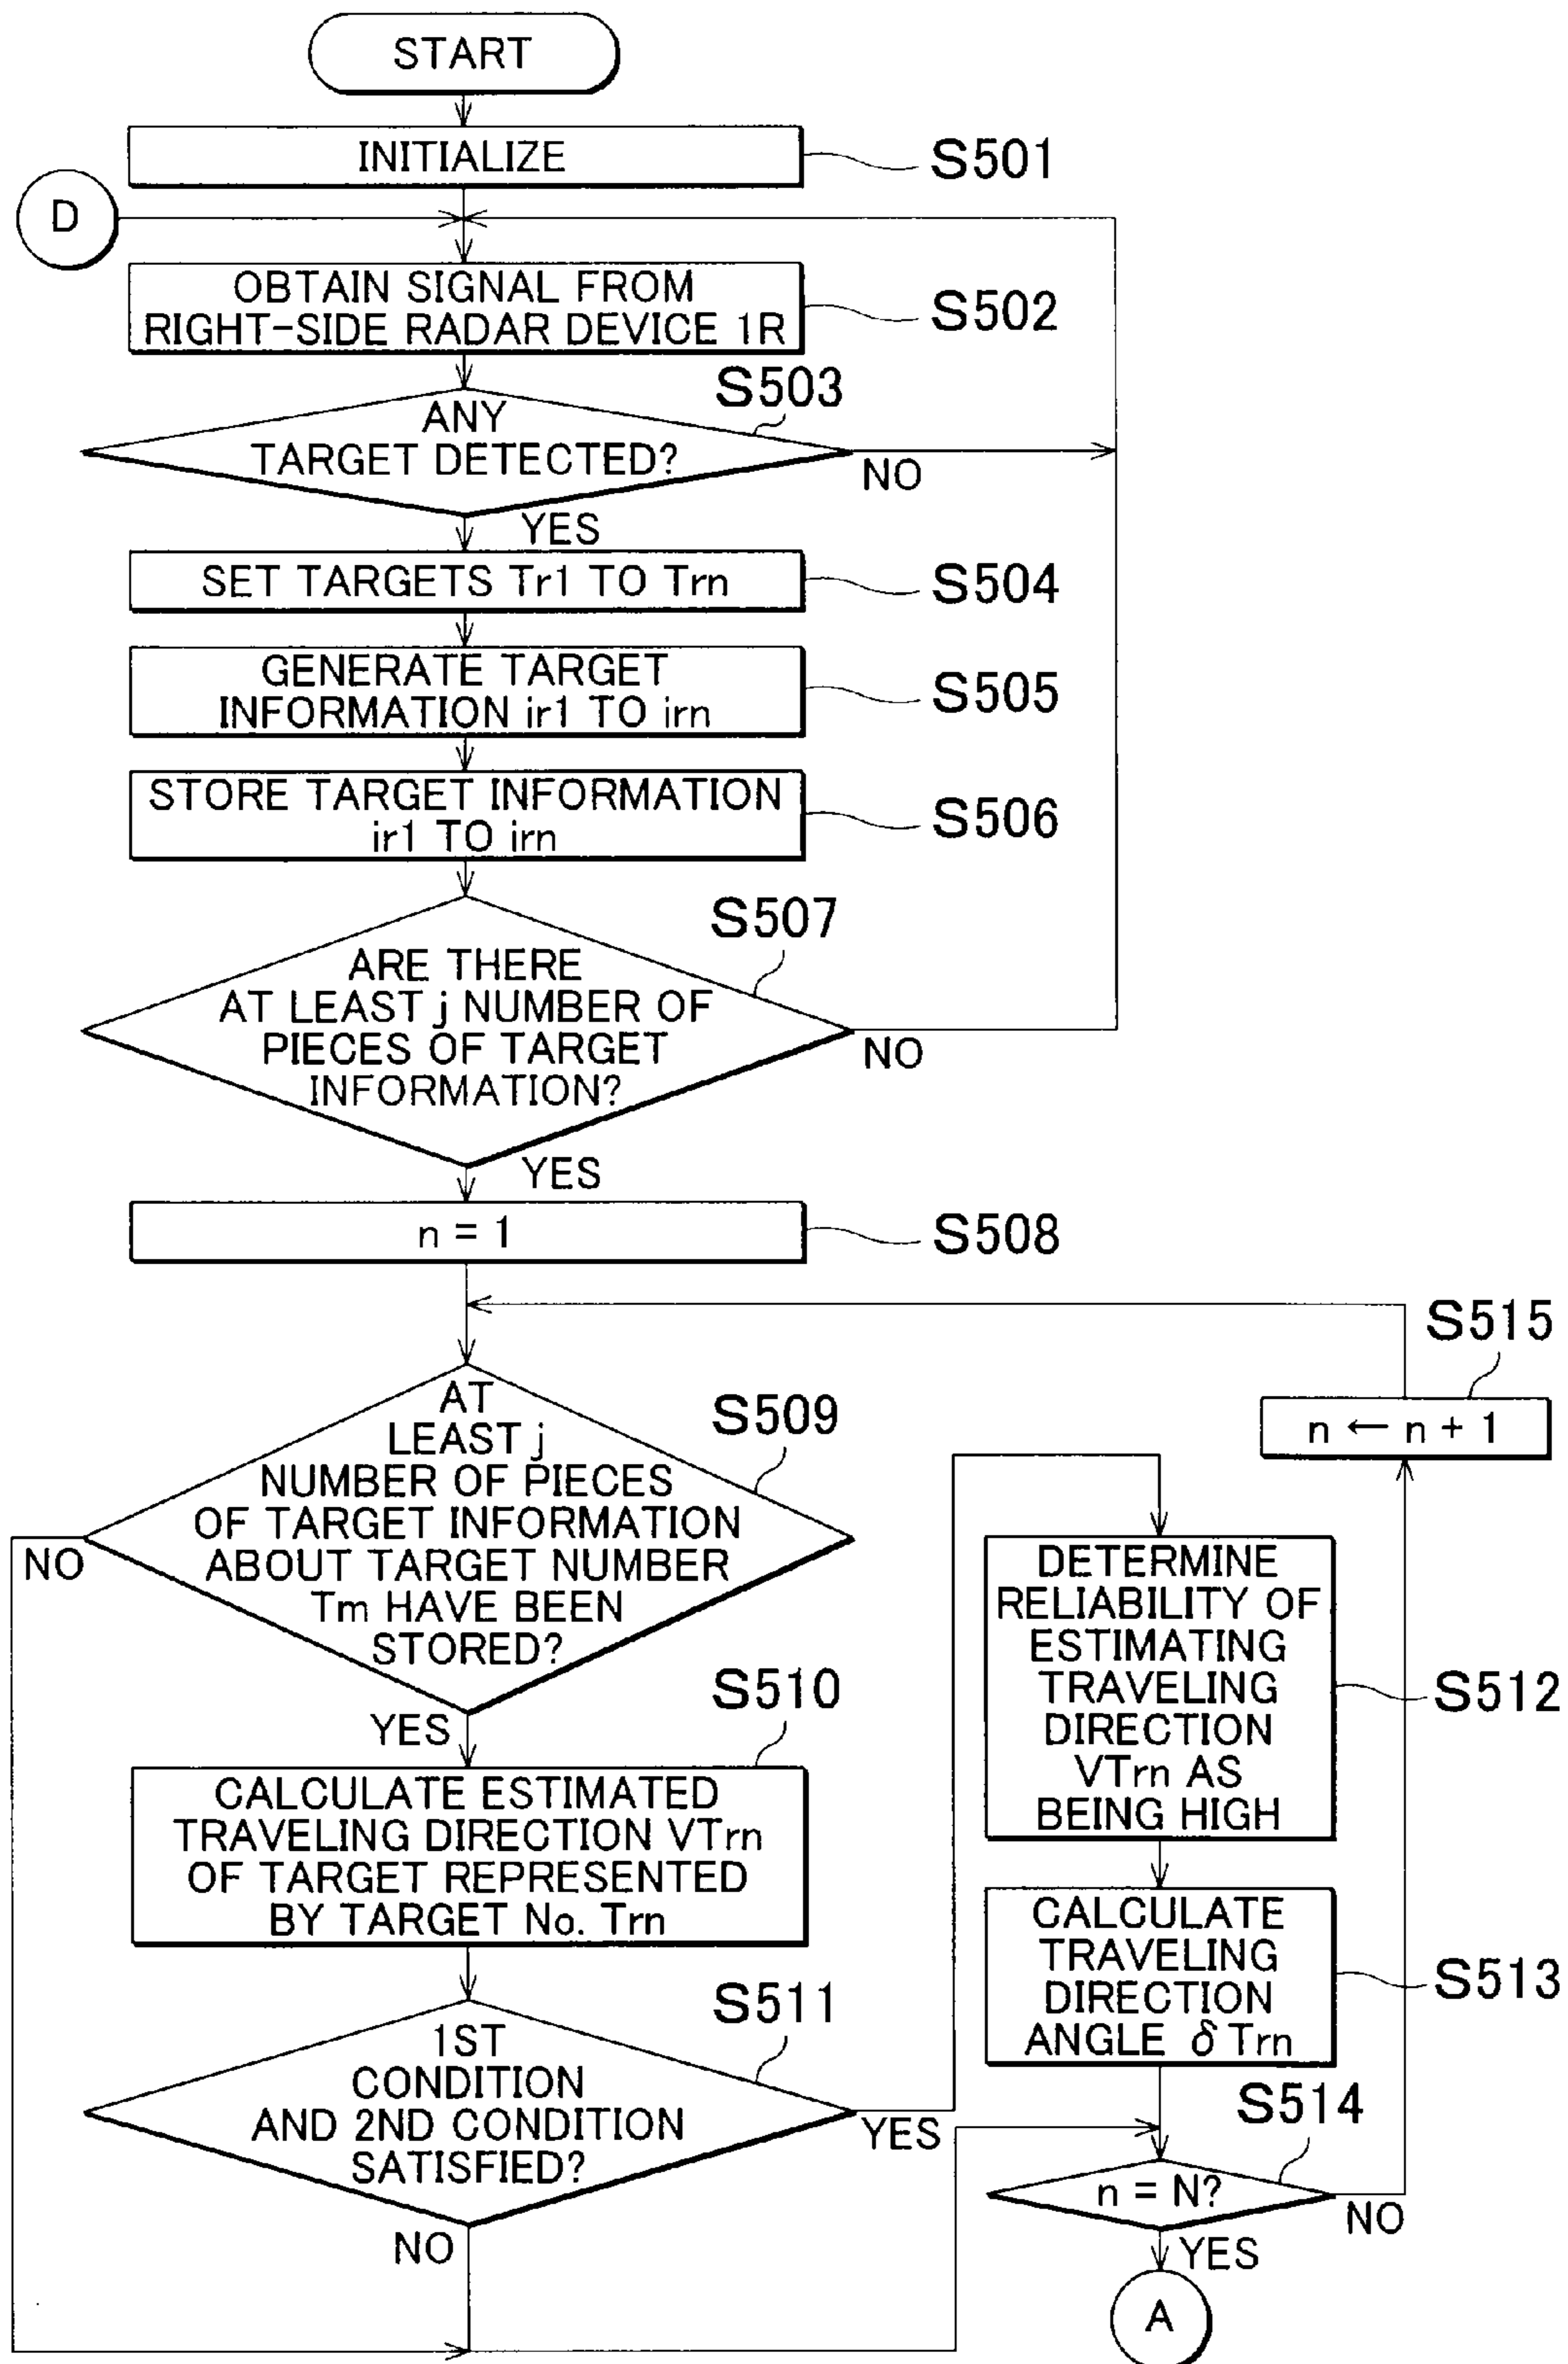 START
INITIALIZE
S501
D
OBTAIN SIGNAL FROM
RIGHT-SIDE RADAR DEVICE 1R
S502
S503
ANY
TARGET DETECTED?
NO
YES
SET TARGETS Tr1 TO Trn
S504
GENERATE TARGET
INFORMATION ir1 TO irn
S505
STORE TARGET INFORMATION
ir1 TO irn
S506
S507
ARE THERE
AT LEAST j NUMBER OF
PIECES OF TARGET
INFORMATION?
NO
YES
n = 1
S508
S509
AT
LEAST j
NUMBER OF PIECES
OF TARGET INFORMATION
ABOUT TARGET NUMBER
Tm HAVE BEEN
STORED?
NO
YES
S510
CALCULATE ESTIMATED
TRAVELING DIRECTION VTrn
OF TARGET REPRESENTED
BY TARGET No. Trn
S511
1ST
CONDITION
AND 2ND CONDITION
SATISFIED?
YES
NO
S515
n ← n + 1
DETERMINE
RELIABILITY OF
ESTIMATING
TRAVELING
DIRECTION
VTrn AS
BEING HIGH
S512
CALCULATE
TRAVELING
DIRECTION
ANGLE δ Trn
S513
S514
n = N?
NO
YES
A